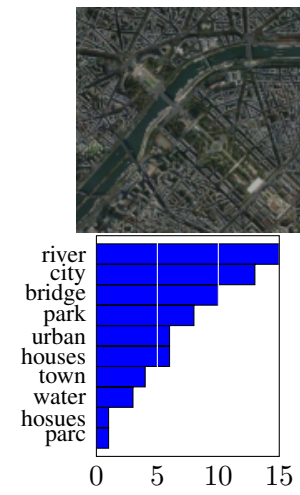 river
city
bridge
park
urban
houses
town
water
hosues
parc
0 5 10 15